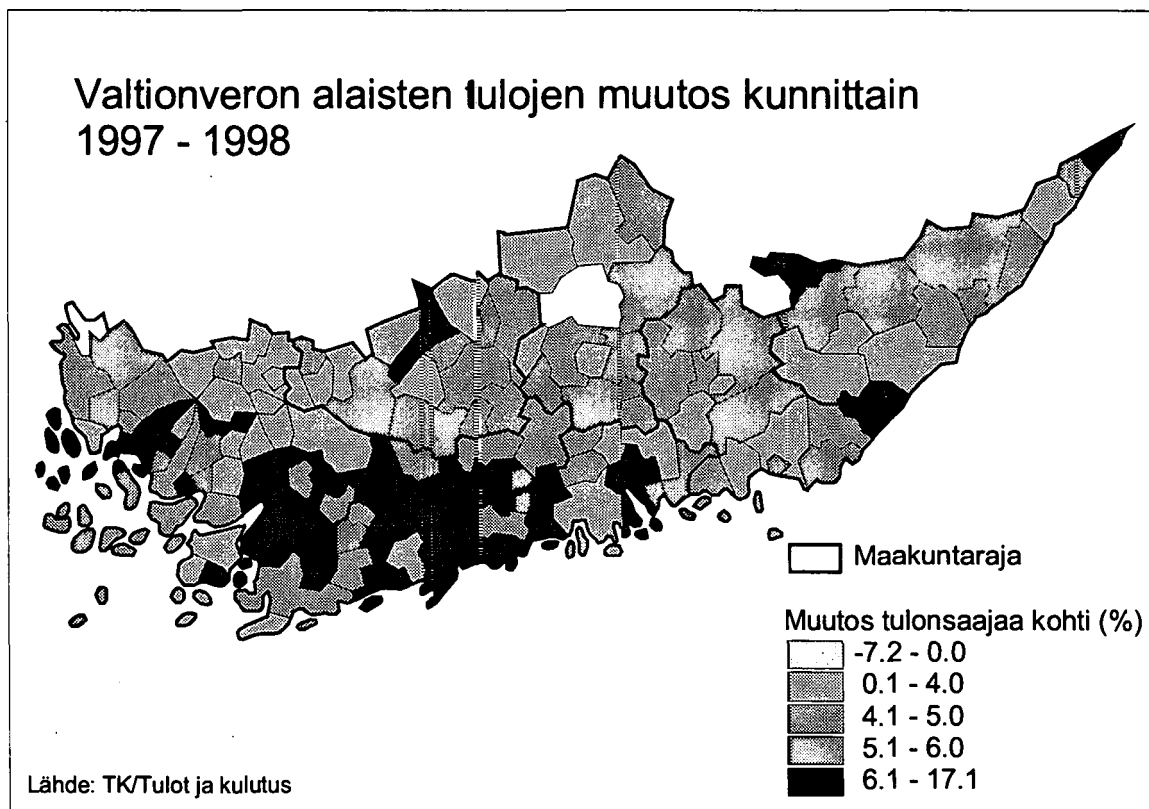 Valtionveron alaisten tulojen muutos kunnittain
1997 - 1998
Maakuntaraja
Muutos tulonsaajaa kohti (%)
-7.2 - 0.0
0.1 - 4.0
4.1 - 5.0
5.1 - 6.0
6.1 - 17.1
Lähde: TK/Tulot ja kulutus